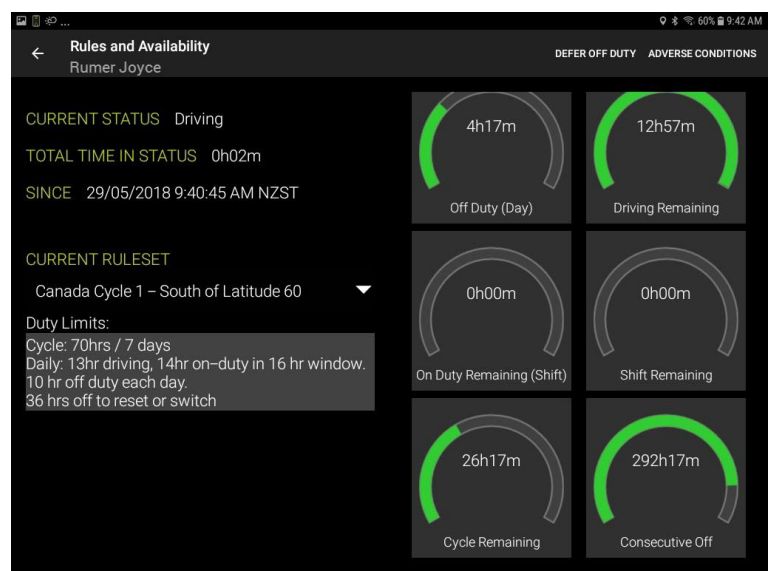 ... 60% 9:42 AM
Rules and Availability
Rumer Joyce
DEFER OFF DUTY ADVERSE CONDITIONS
CURRENT STATUS Driving
TOTAL TIME IN STATUS 0h02m
SINCE 29/05/2018 9:40:45 AM NZST
CURRENT RULESET
Canada Cycle 1 – South of Latitude 60
Duty Limits:
Cycle: 70hrs / 7 days
Daily: 13hr driving, 14hr on–duty in 16 hr window.
10 hr off duty each day.
36 hrs off to reset or switch
4h17m
Off Duty (Day)
12h57m
Driving Remaining
0h00m
On Duty Remaining (Shift)
0h00m
Shift Remaining
26h17m
Cycle Remaining
292h17m
Consecutive Off